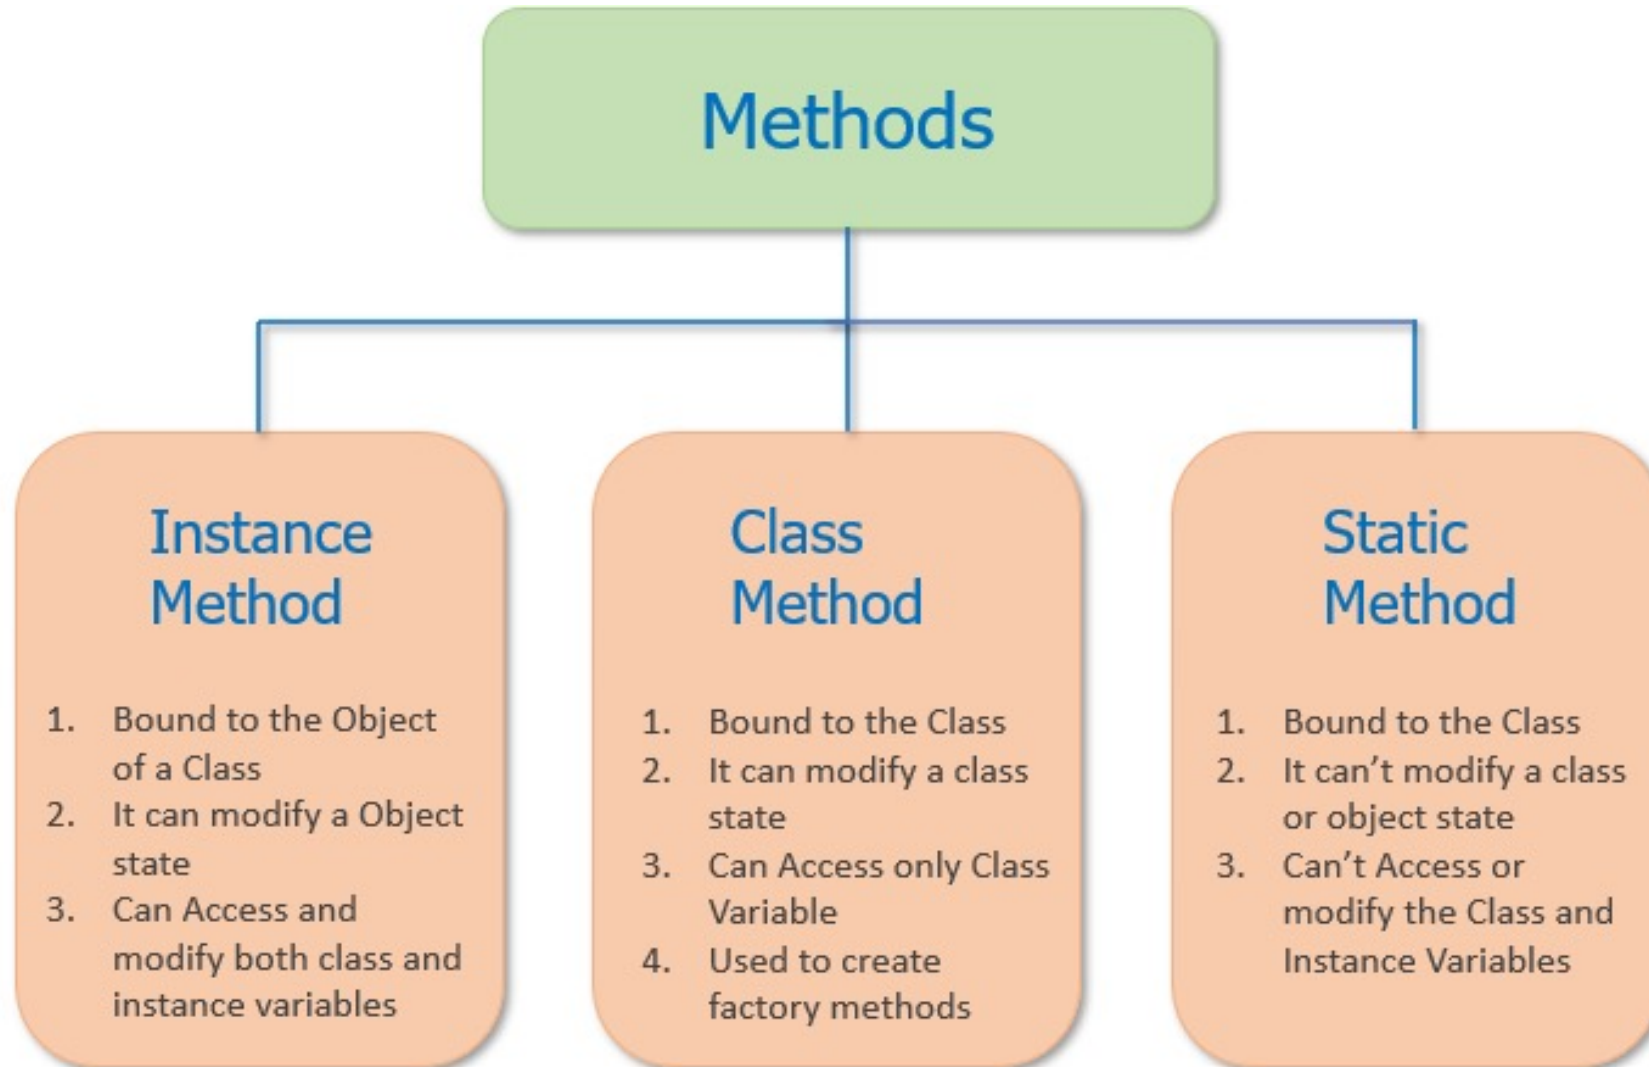 Methods
Instance
Method
1. Bound to the Object
of a Class
2. It can modify a Object
state
3. Can Access and
modify both class and
instance variables
Class
Method
1. Bound to the Class
2. It can modify a class
state
3. Can Access only Class
Variable
4. Used to create
factory methods
Static
Method
1. Bound to the Class
2. It can’t modify a class
or object state
3. Can’t Access or
modify the Class and
Instance Variables